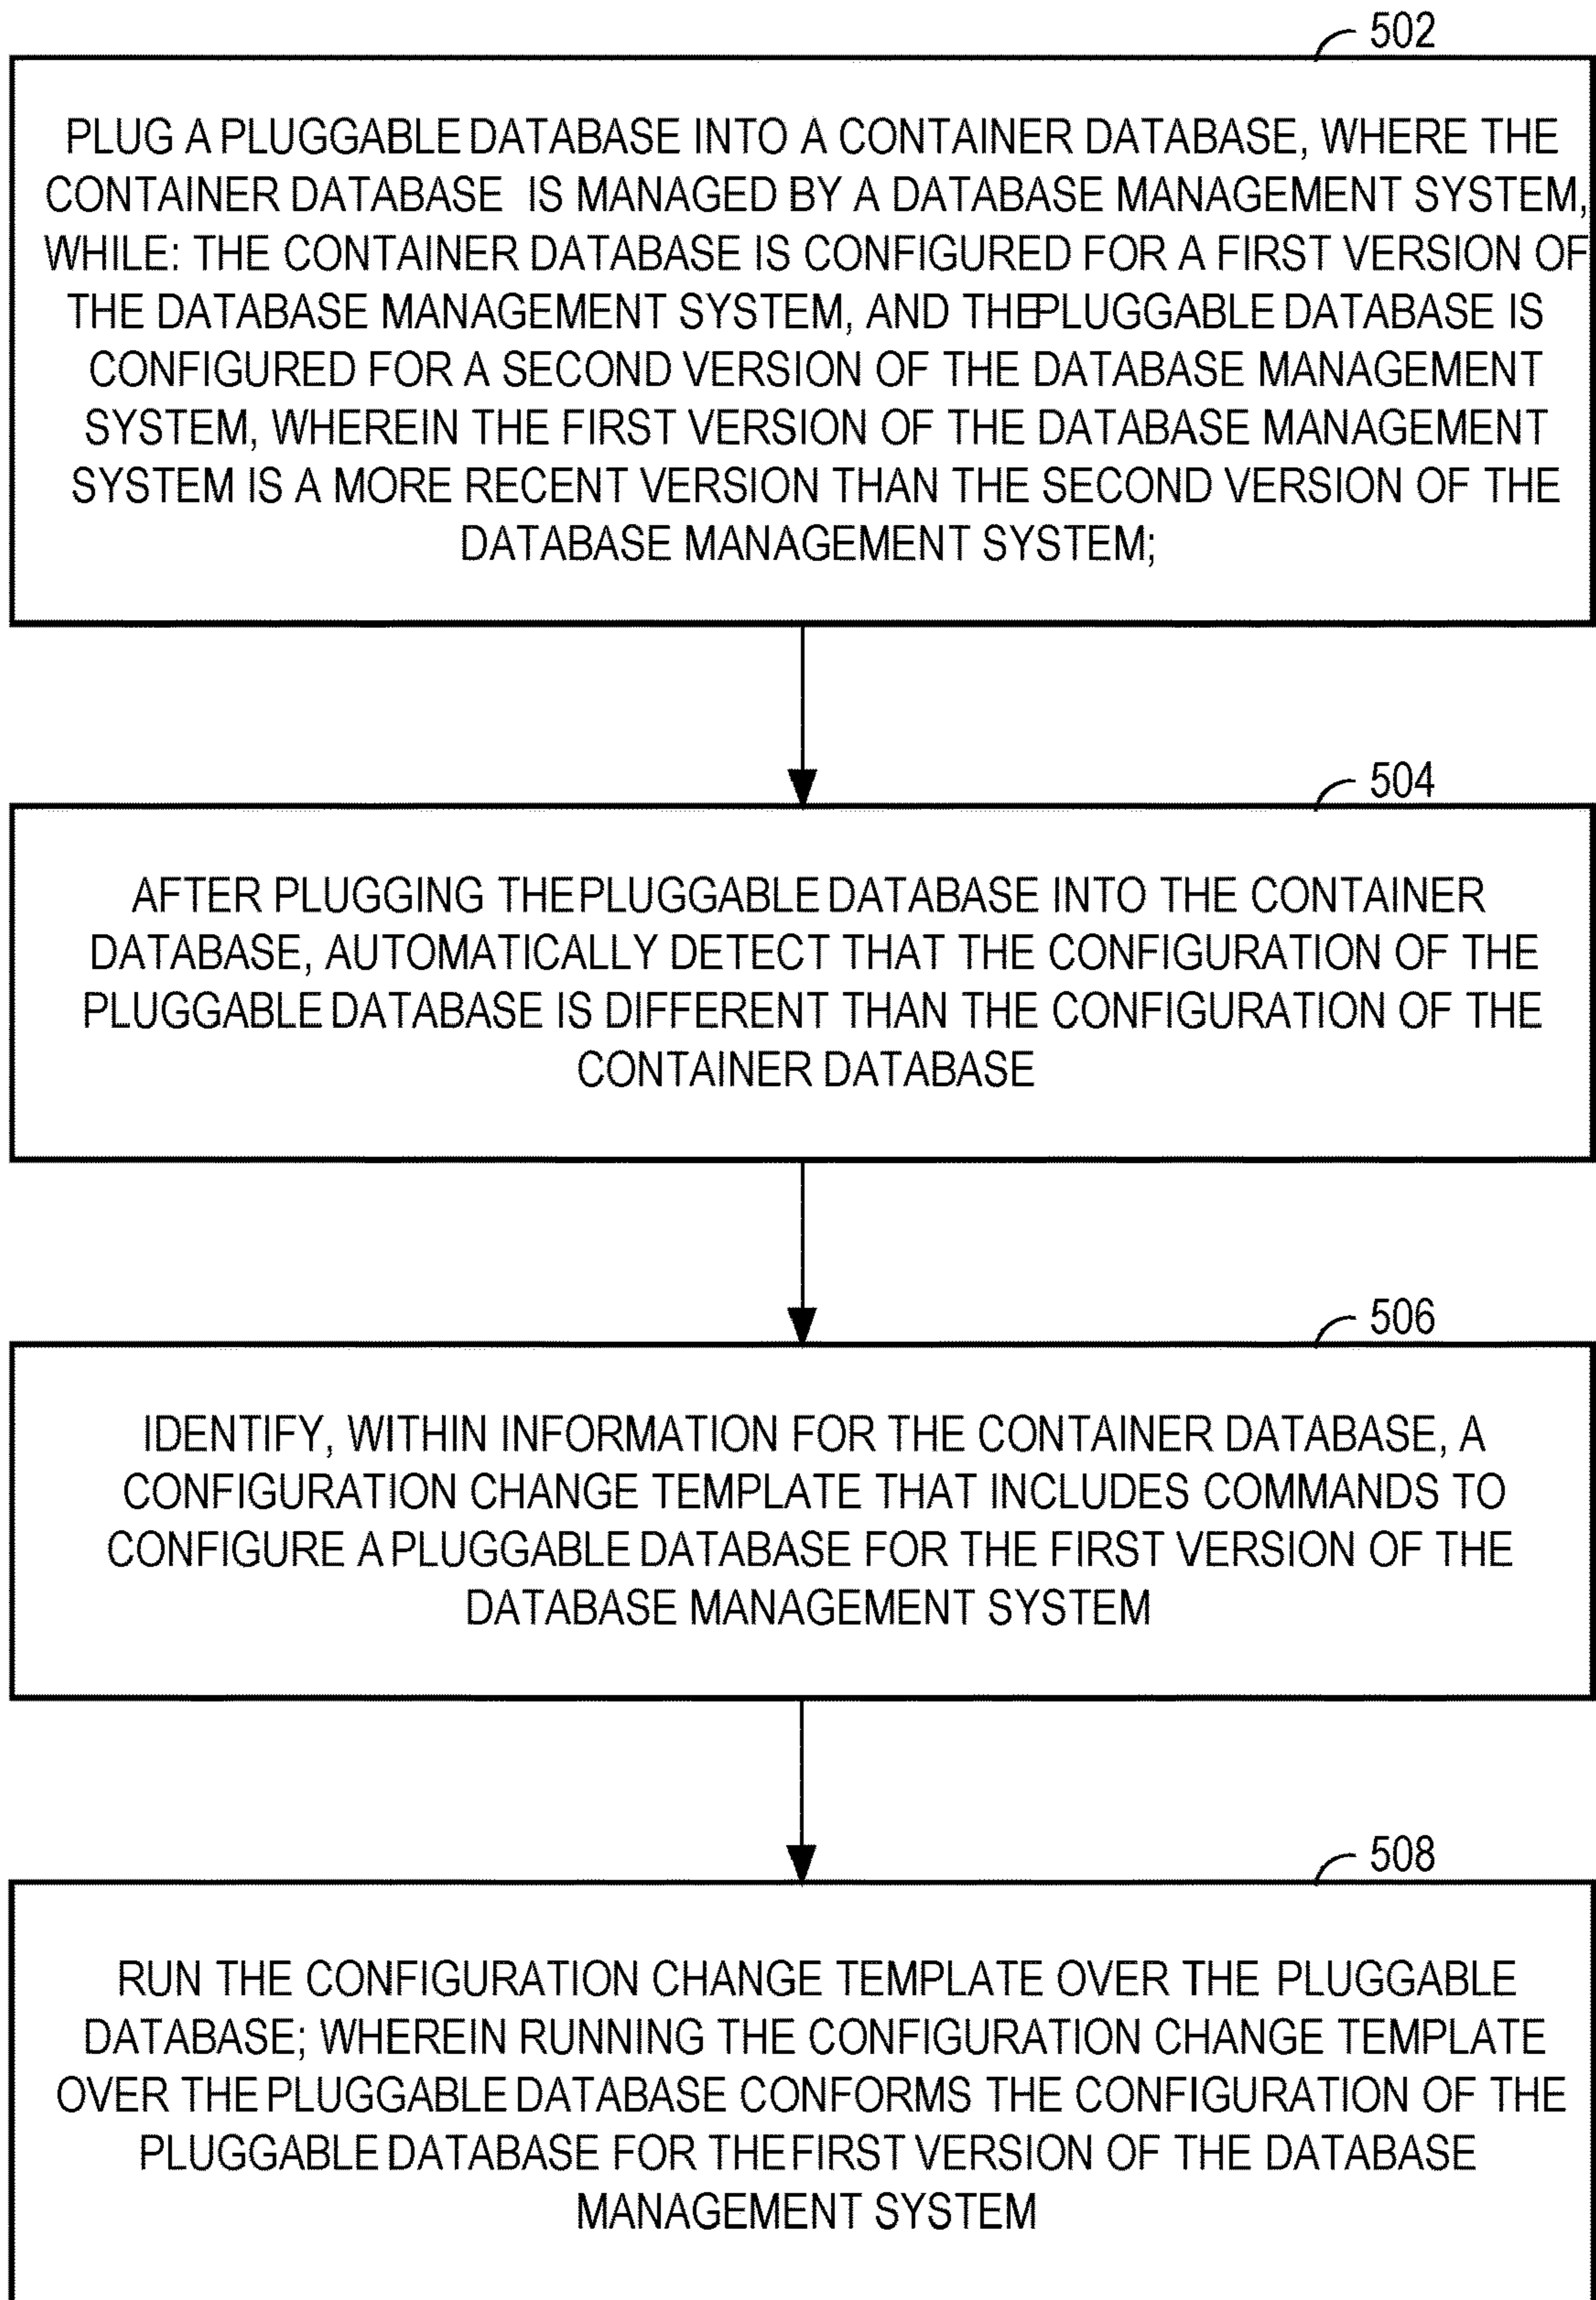 502
PLUG A PLUGGABLE DATABASE INTO A CONTAINER DATABASE, WHERE THE
CONTAINER DATABASE IS MANAGED BY A DATABASE MANAGEMENT SYSTEM,
WHILE: THE CONTAINER DATABASE IS CONFIGURED FOR A FIRST VERSION OF
THE DATABASE MANAGEMENT SYSTEM, AND THEPLUGGABLE DATABASE IS
CONFIGURED FOR A SECOND VERSION OF THE DATABASE MANAGEMENT
SYSTEM, WHEREIN THE FIRST VERSION OF THE DATABASE MANAGEMENT
SYSTEM IS A MORE RECENT VERSION THAN THE SECOND VERSION OF THE
DATABASE MANAGEMENT SYSTEM;
504
AFTER PLUGGING THEPLUGGABLE DATABASE INTO THE CONTAINER
DATABASE, AUTOMATICALLY DETECT THAT THE CONFIGURATION OF THE
PLUGGABLE DATABASE IS DIFFERENT THAN THE CONFIGURATION OF THE
CONTAINER DATABASE
506
IDENTIFY, WITHIN INFORMATION FOR THE CONTAINER DATABASE, A
CONFIGURATION CHANGE TEMPLATE THAT INCLUDES COMMANDS TO
CONFIGURE A PLUGGABLE DATABASE FOR THE FIRST VERSION OF THE
DATABASE MANAGEMENT SYSTEM
508
RUN THE CONFIGURATION CHANGE TEMPLATE OVER THE PLUGGABLE
DATABASE; WHEREIN RUNNING THE CONFIGURATION CHANGE TEMPLATE
OVER THE PLUGGABLE DATABASE CONFORMS THE CONFIGURATION OF THE
PLUGGABLE DATABASE FOR THE FIRST VERSION OF THE DATABASE
MANAGEMENT SYSTEM